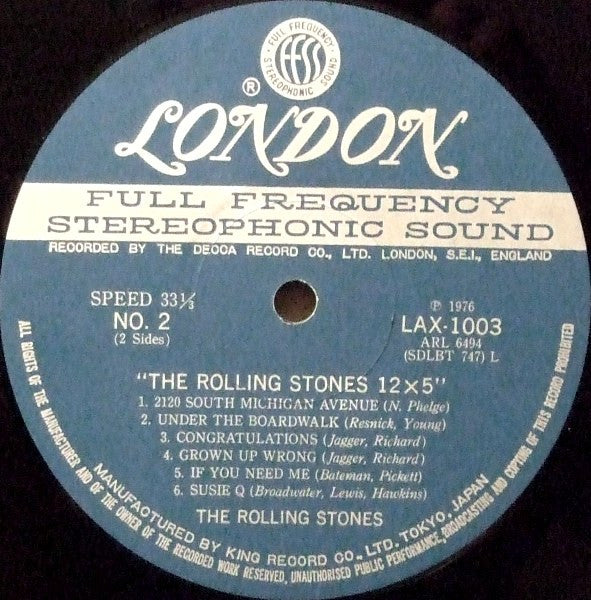 FULL FREQUENCY
ffss
STEREOPHONIC SOUND
®
LONDON
FULL FREQUENCY
STEREOPHONIC SOUND
RECORDED BY THE DECCA RECORD CO., LTD. LONDON, S.E.I., ENGLAND
SPEED 33⅓
NO. 2
(2 Sides)
℗ 1976
LAX-1003
ARL 6494
(SDLBT 747) L
"THE ROLLING STONES 12×5"
1. 2120 SOUTH MICHIGAN AVENUE (N. Phelge)
2. UNDER THE BOARDWALK (Resnick, Young)
3. CONGRATULATIONS (Jagger, Richard)
4. GROWN UP WRONG (Jagger, Richard)
5. IF YOU NEED ME (Bateman, Pickett)
6. SUSIE Q (Broadwater, Lewis, Hawkins)
THE ROLLING STONES
MANUFACTURED BY KING RECORD CO., LTD. TOKYO, JAPAN
ALL RIGHTS OF THE MANUFACTURER AND OF THE OWNER OF THE RECORDED WORK RESERVED, UNAUTHORISED PUBLIC PERFORMANCE, BROADCASTING AND COPYING OF THIS RECORD PROHIBITED